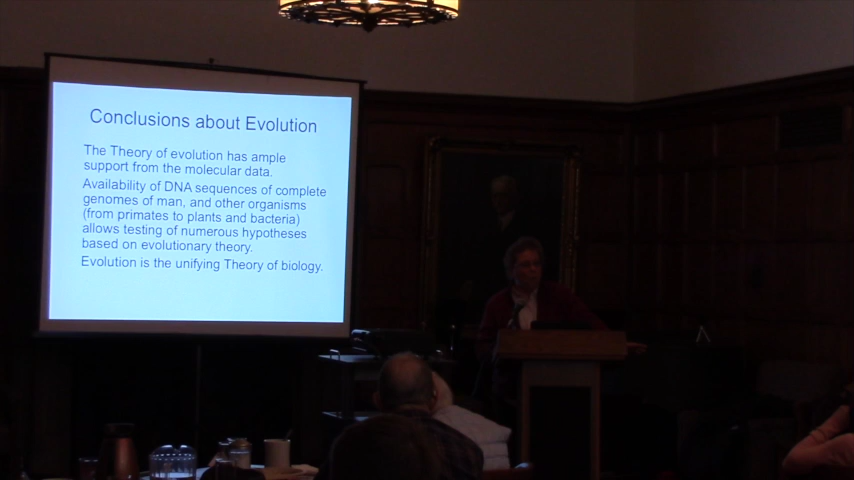 Conclusions about Evolution
The Theory of evolution has ample
support from the molecular data.
Availability of DNA sequences of complete
genomes of man, and other organisms
(from primates to plants and bacteria)
allows testing of numerous hypotheses
based on evolutionary theory.
Evolution is the unifying Theory of biology.